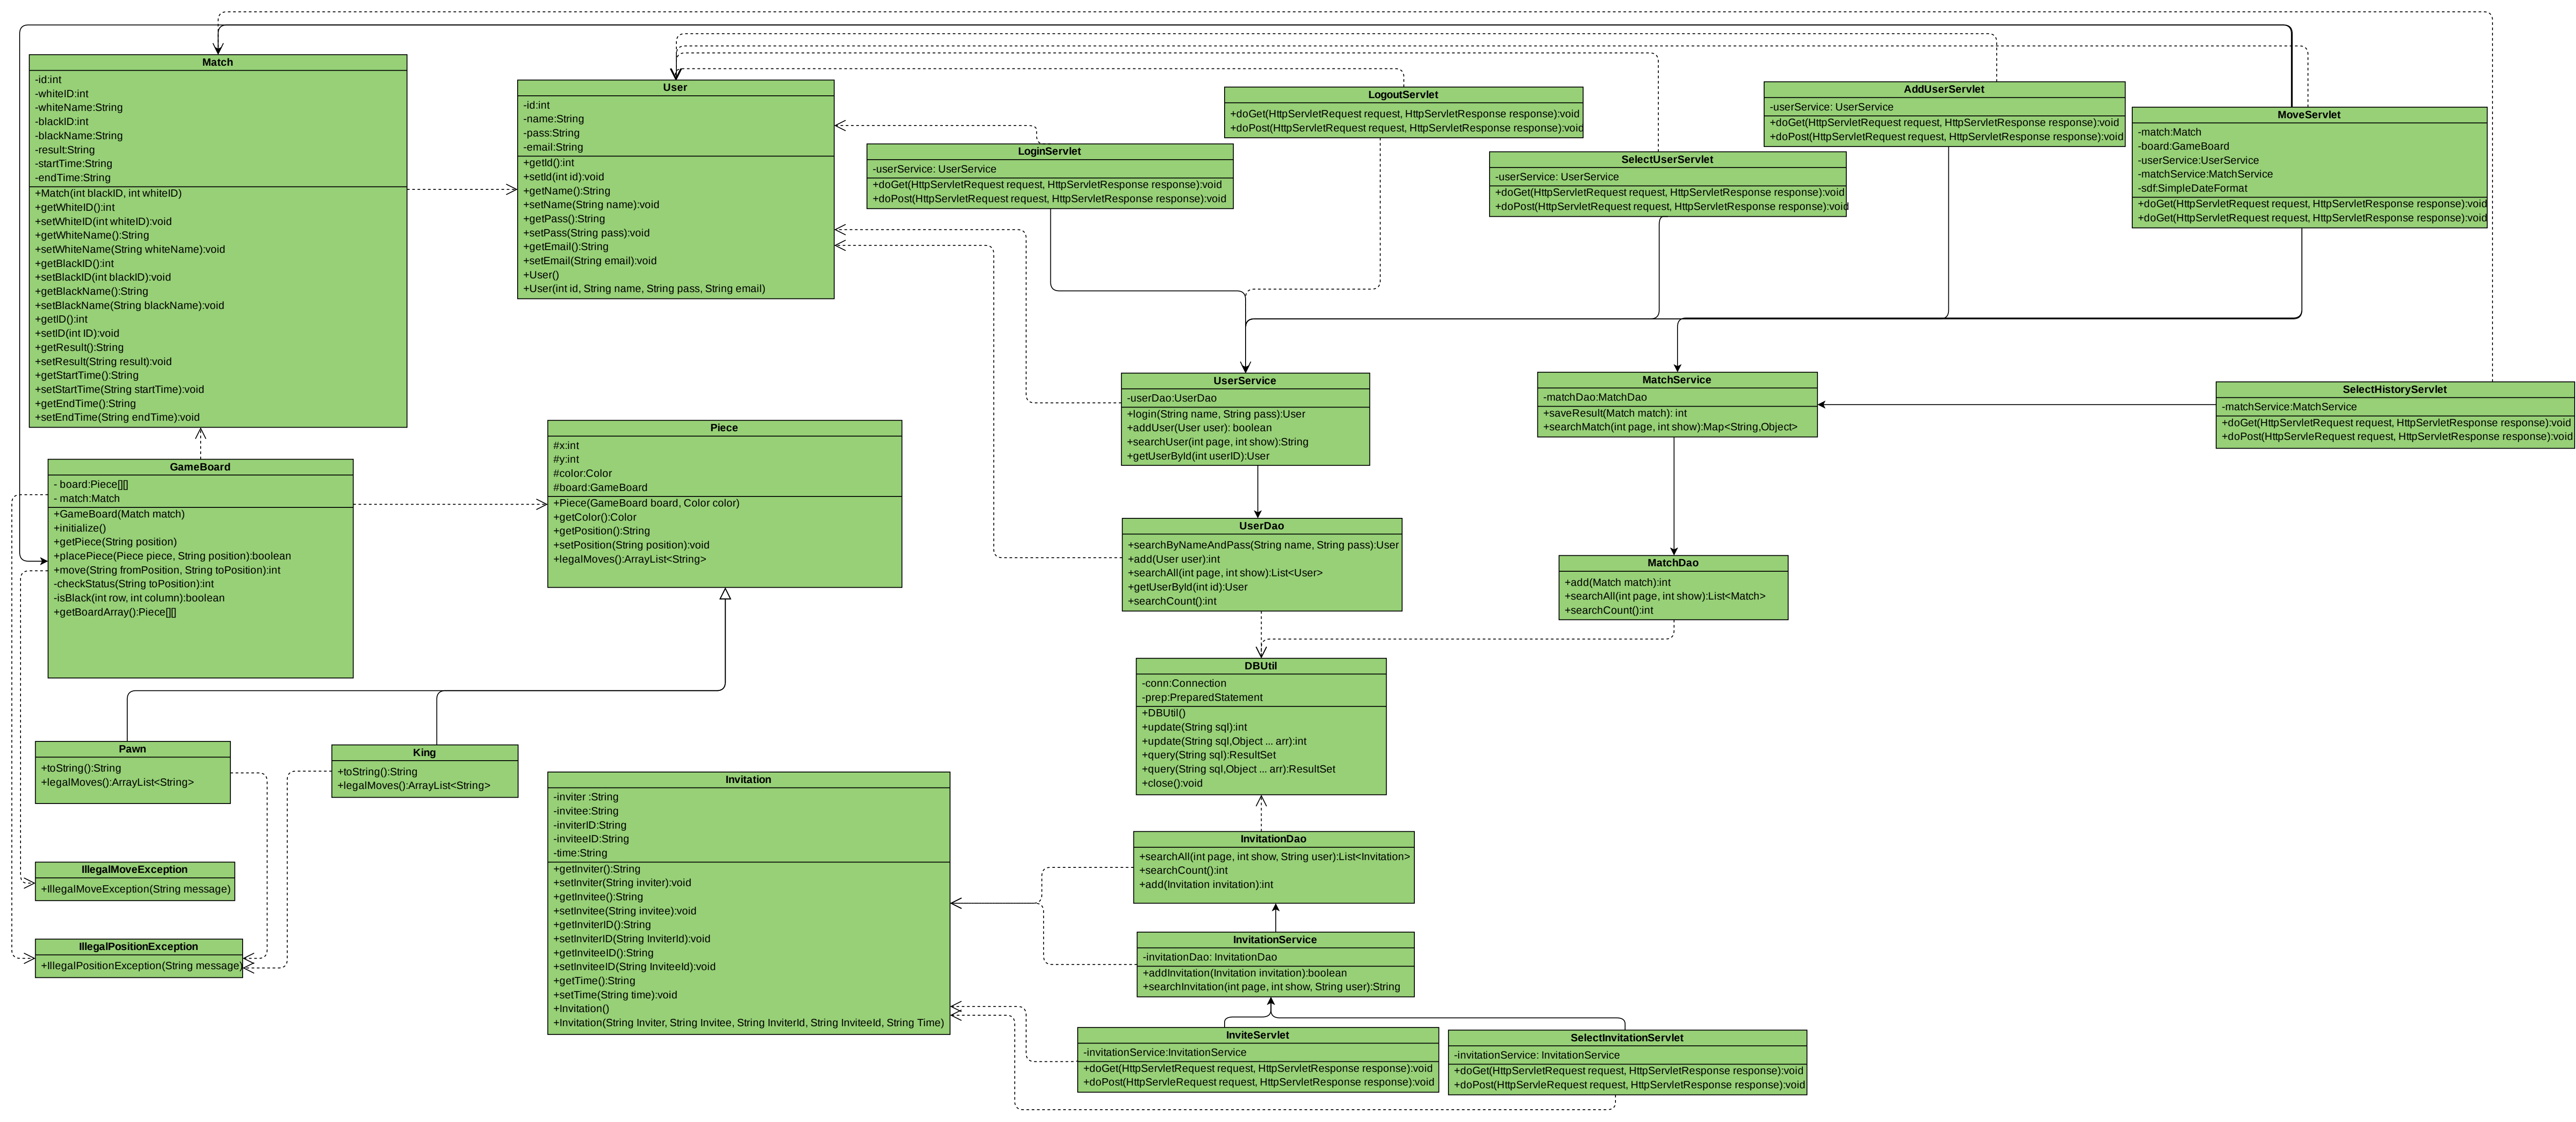 Match
-id:int
-whiteID:int
-whiteName:String
-blackID:int
-blackName:String
-result:String
-startTime:String
-endTime:String
+Match(int blackID, int whiteID)
+getWhiteID():int
+setWhiteID(int whiteID):void
+getWhiteName():String
+setWhiteName(String whiteName):void
+getBlackID():int
+setBlackID(int blackID):void
+getBlackName():String
+setBlackName(String blackName):void
+getID():int
+setID(int ID):void
+getResult():String
+setResult(String result):void
+getStartTime():String
+setStartTime(String startTime):void
+getEndTime():String
+setEndTime(String endTime):void
User
-id:int
-name:String
-pass:String
-email:String
+getId():int
+setId(int id):void
+getName():String
+setName(String name):void
+getPass():String
+setPass(String pass):void
+getEmail():String
+setEmail(String email):void
+User()
+User(int id, String name, String pass, String email)
LoginServlet
-userService: UserService
+doGet(HttpServletRequest request, HttpServletResponse response):void
+doPost(HttpServletRequest request, HttpServletResponse response):void
LogoutServlet
+doGet(HttpServletRequest request, HttpServletResponse response):void
+doPost(HttpServletRequest request, HttpServletResponse response):void
SelectUserServlet
-userService: UserService
+doGet(HttpServletRequest request, HttpServletResponse response):void
+doPost(HttpServletRequest request, HttpServletResponse response):void
AddUserServlet
-userService: UserService
+doGet(HttpServletRequest request, HttpServletResponse response):void
+doPost(HttpServletRequest request, HttpServletResponse response):void
MoveServlet
-match:Match
-board:GameBoard
-userService:UserService
-matchService:MatchService
-sdf:SimpleDateFormat
+doGet(HttpServletRequest request, HttpServletResponse response):void
+doGet(HttpServletRequest request, HttpServletResponse response):void
UserService
-userDao:UserDao
+login(String name, String pass):User
+addUser(User user): boolean
+searchUser(int page, int show):String
+getUserById(int userID):User
MatchService
-matchDao:MatchDao
+saveResult(Match match): int
+searchMatch(int page, int show):Map<String,Object>
SelectHistoryServlet
-matchService:MatchService
+doGet(HttpServletRequest request, HttpServletResponse response):void
+doPost(HttpServleRequest request, HttpServletResponse response):void
GameBoard
- board:Piece[][]
- match:Match
+GameBoard(Match match)
+initialize()
+getPiece(String position)
+placePiece(Piece piece, String position):boolean
+move(String fromPosition, String toPosition):int
-checkStatus(String toPosition):int
-isBlack(int row, int column):boolean
+getBoardArray():Piece[][]
Piece
#x:int
#y:int
#color:Color
#board:GameBoard
+Piece(GameBoard board, Color color)
+getColor():Color
+getPosition():String
+setPosition(String position):void
+legalMoves():ArrayList<String>
UserDao
+searchByNameAndPass(String name, String pass):User
+add(User user):int
+searchAll(int page, int show):List<User>
+getUserById(int id):User
+searchCount():int
MatchDao
+add(Match match):int
+searchAll(int page, int show):List<Match>
+searchCount():int
DBUtil
-conn:Connection
-prep:PreparedStatement
+DBUtil()
+update(String sql):int
+update(String sql,Object ... arr):int
+query(String sql):ResultSet
+query(String sql,Object ... arr):ResultSet
+close():void
Pawn
+toString():String
+legalMoves():ArrayList<String>
King
+toString():String
+legalMoves():ArrayList<String>
IllegalMoveException
+IllegalMoveException(String message)
IllegalPositionException
+IllegalPositionException(String message)
Invitation
-inviter :String
-invitee:String
-inviterID:String
-inviteeID:String
-time:String
+getInviter():String
+setInviter(String inviter):void
+getInvitee():String
+setInvitee(String invitee):void
+getInviterID():String
+setInviterID(String InviterId):void
+getInviteeID():String
+setInviteeID(String InviteeId):void
+getTime():String
+setTime(String time):void
+Invitation()
+Invitation(String Inviter, String Invitee, String InviterId, String InviteeId, String Time)
InvitationDao
+searchAll(int page, int show, String user):List<Invitation>
+searchCount():int
+add(Invitation invitation):int
InvitationService
-invitationDao: InvitationDao
+addInvitation(Invitation invitation):boolean
+searchInvitation(int page, int show, String user):String
InviteServlet
-invitationService:InvitationService
+doGet(HttpServletRequest request, HttpServletResponse response):void
+doPost(HttpServleRequest request, HttpServletResponse response):void
SelectInvitationServlet
-invitationService: InvitationService
+doGet(HttpServletRequest request, HttpServletResponse response):void
+doPost(HttpServleRequest request, HttpServletResponse response):void